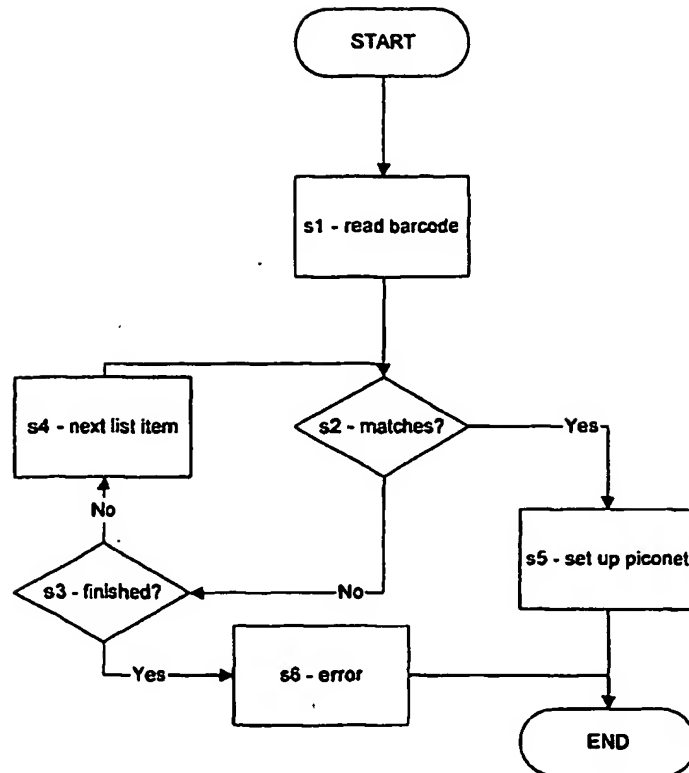 START
s1 - read barcode
s4 - next list item
s2 - matches?
Yes
No
s5 - set up piconet
s3 - finished?
No
Yes
s6 - error
END